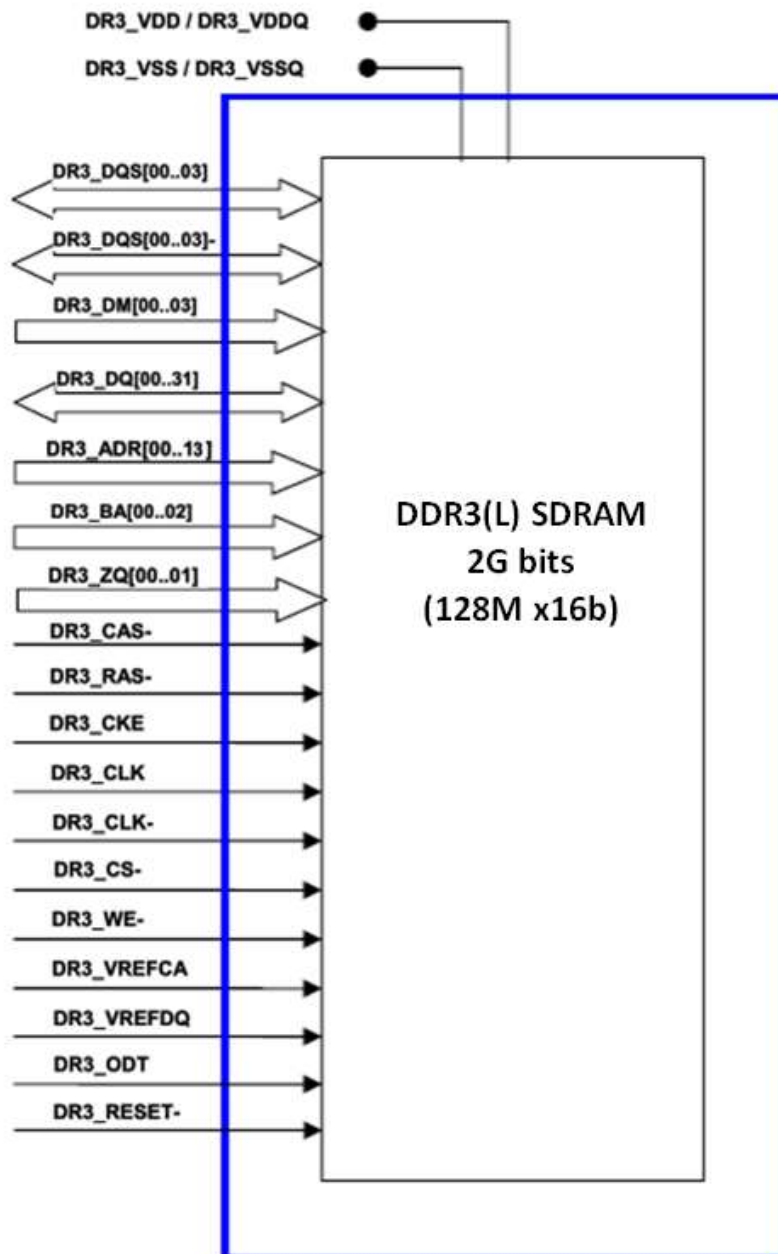 DR3_VDD / DR3_VDDQ
DR3_VSS / DR3_VSSQ
DR3_DQS[00..03]
DR3_DQS[00..03]-
DR3_DM[00..03]
DR3_DQ[00..31]
DR3_ADR[00..13]
DR3_BA[00..02]
DR3_ZQ[00..01]
DR3_CAS-
DR3_RAS-
DR3_CKE
DR3_CLK
DR3_CLK-
DR3_CS-
DR3_WE-
DR3_VREFCA
DR3_VREFDQ
DR3_ODT
DR3_RESET-
DDR3(L) SDRAM
2G bits
(128M x16b)